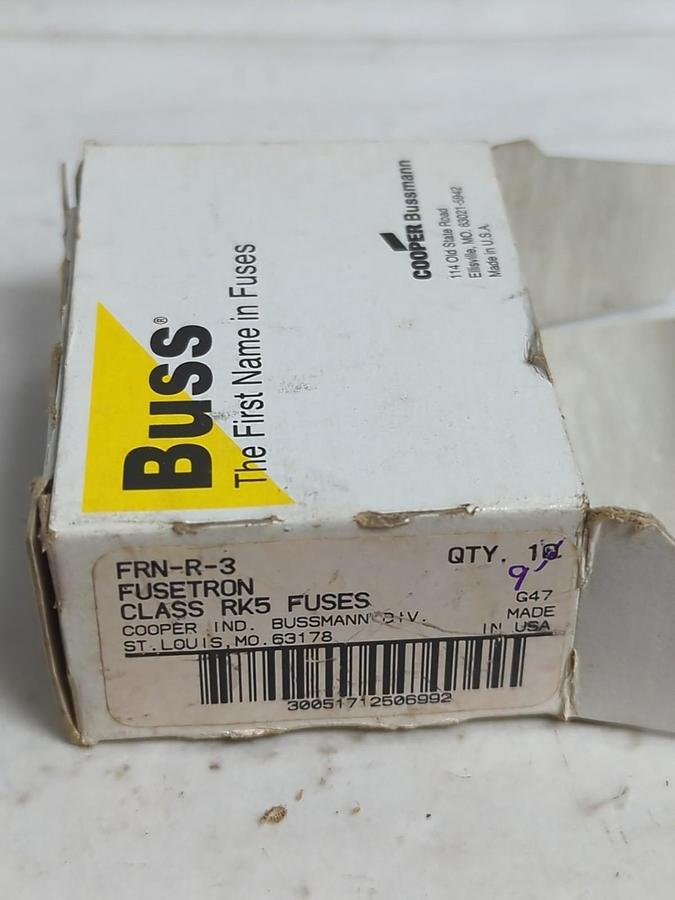 Buss®
The First Name in Fuses
COOPER Bussmann
114 Old State Road
Ellisville, MO. 63021-5942
Made in U.S.A.
FRN-R-3
FUSETRON
CLASS RK5 FUSES
COOPER IND. BUSSMANN DIV.
ST. LOUIS, MO. 63178
QTY. 10
9
G47
MADE
IN USA
30051712506992